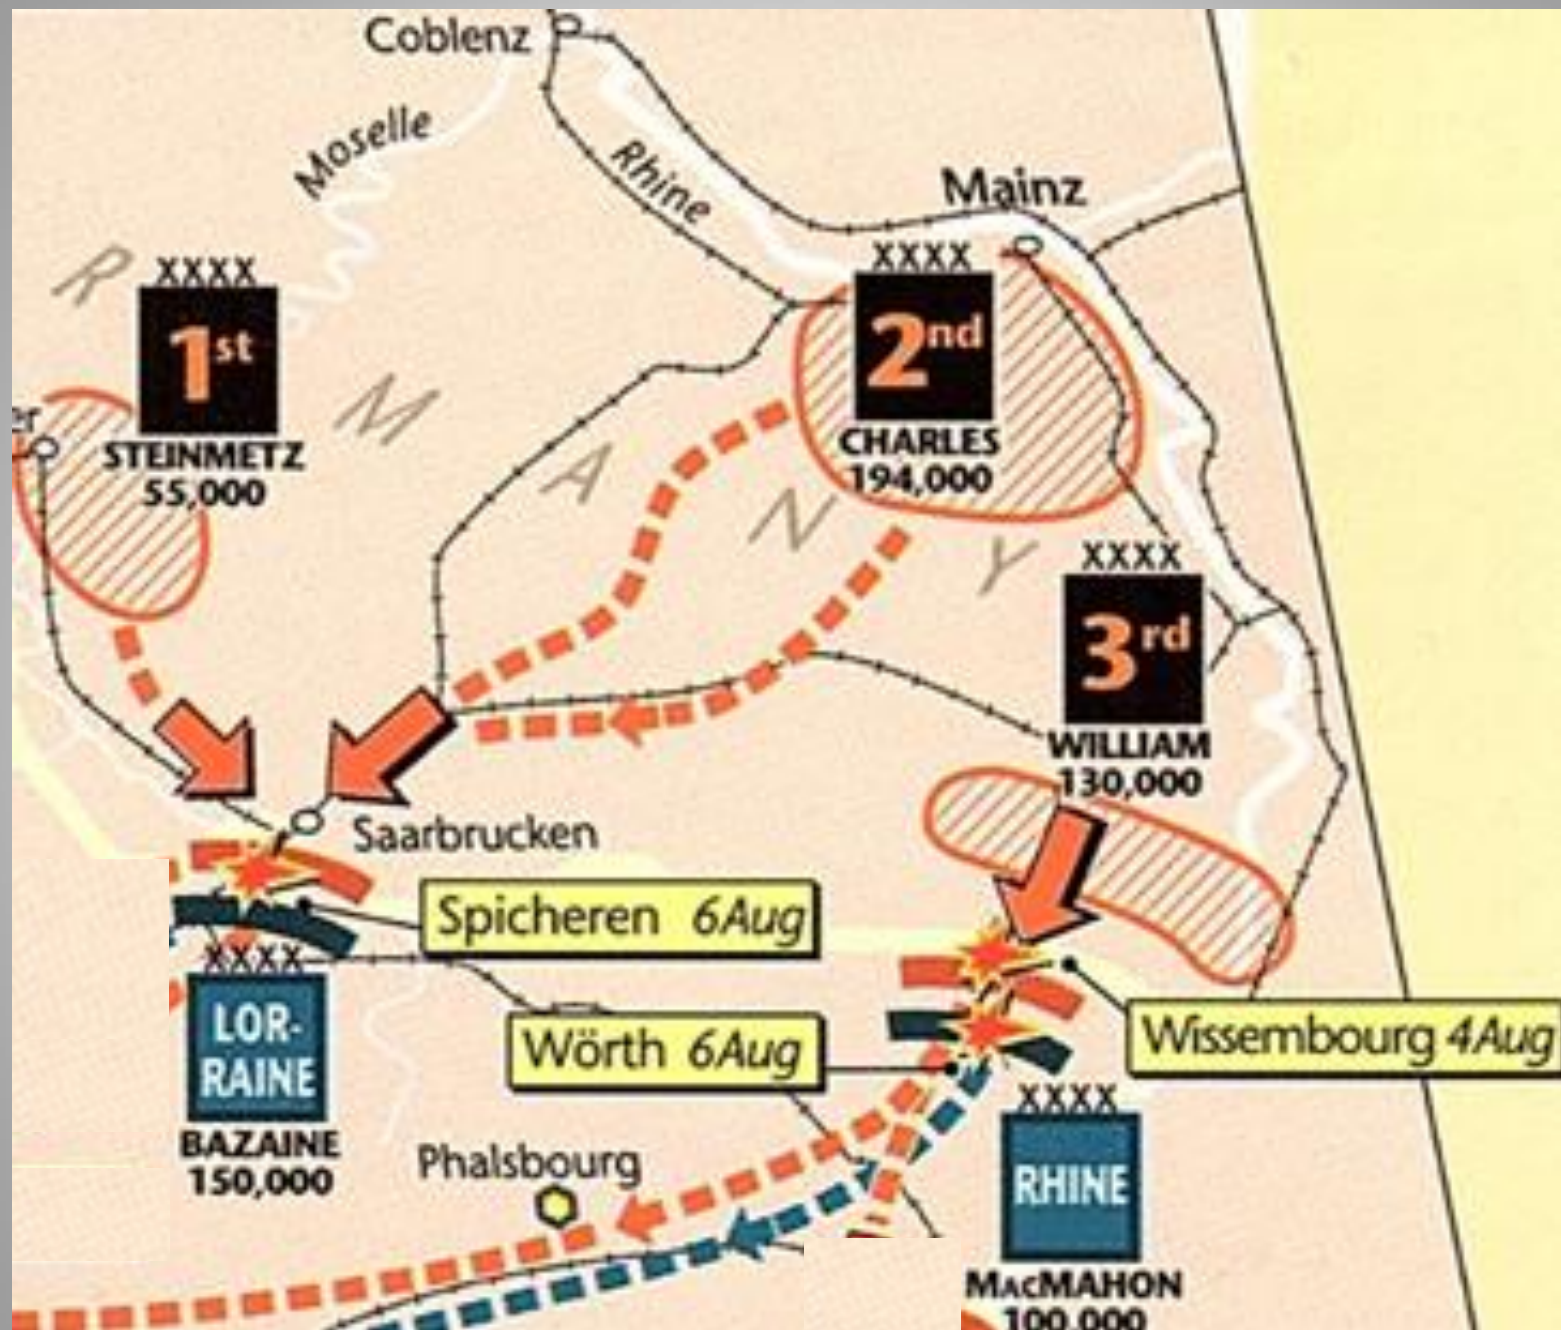 Coblenz
Moselle
Rhine
Mainz
R M A N Y
XXXX
1st
STEINMETZ
55,000
XXXX
2nd
CHARLES
194,000
er
XXXX
3rd
WILLIAM
130,000
Saarbrucken
Spicheren 6Aug
XXXX
LOR-
RAINE
BAZAINE
150,000
Wörth 6Aug
Wissembourg 4Aug
Phalsbourg
XXXX
RHINE
MACMAHON
100,000